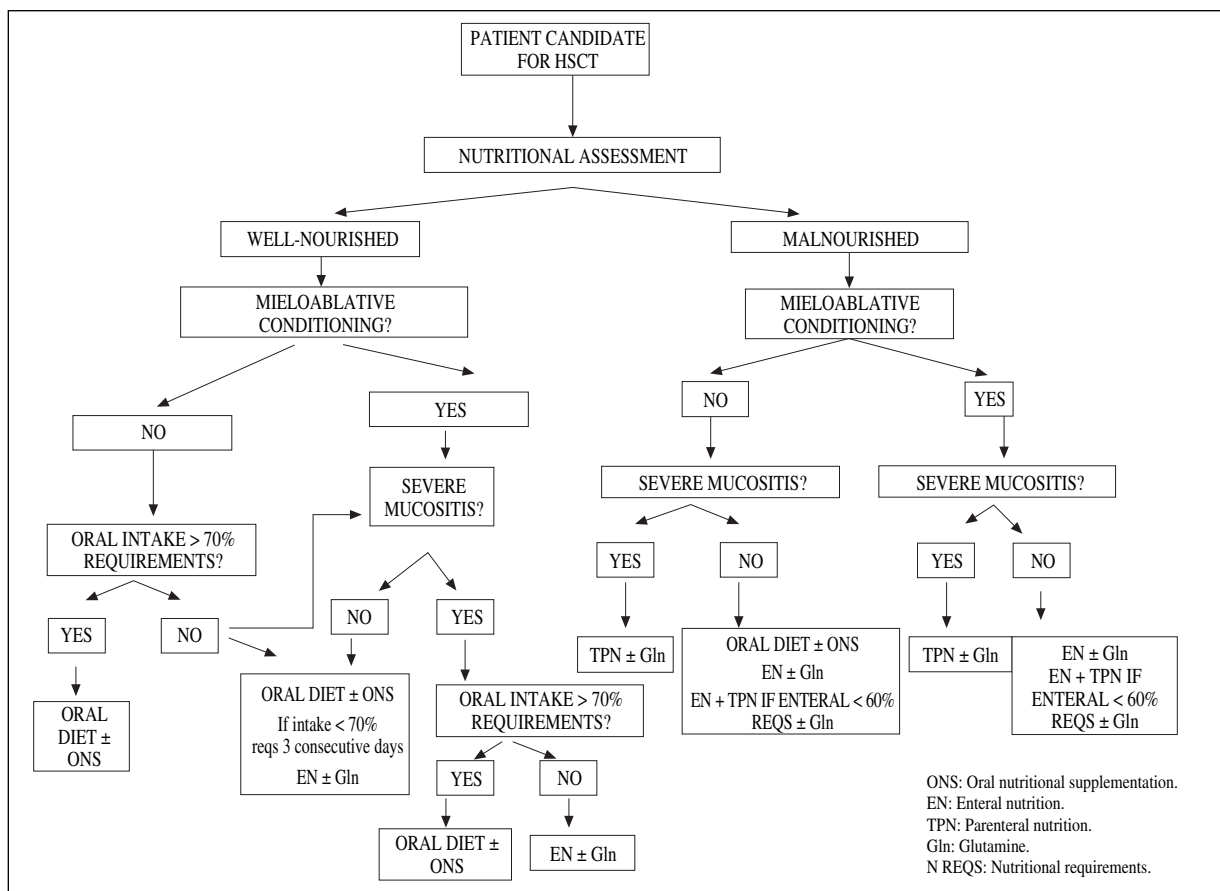 PATIENT CANDIDATE
FOR HSCT
NUTRITIONAL ASSESSMENT
WELL-NOURISHED
MALNOURISHED
MIELOABLATIVE
CONDITIONING?
MIELOABLATIVE
CONDITIONING?
NO
YES
NO
YES
SEVERE
MUCOSITIS?
SEVERE MUCOSITIS?
SEVERE MUCOSITIS?
ORAL INTAKE > 70%
REQUIREMENTS?
YES
NO
YES
NO
YES
NO
NO
YES
TPN ± Gln
ORAL DIET ± ONS
EN ± Gln
EN + TPN IF ENTERAL < 60%
REQS ± Gln
TPN ± Gln
EN ± Gln
EN + TPN IF
ENTERAL < 60%
REQS ± Gln
ORAL
DIET ±
ONS
ORAL DIET ± ONS
If intake < 70%
reqs 3 consecutive days
EN ± Gln
ORAL INTAKE > 70%
REQUIREMENTS?
YES
NO
ORAL DIET ±
ONS
EN ± Gln
ONS: Oral nutritional supplementation.
EN: Enteral nutrition.
TPN: Parenteral nutrition.
Gln: Glutamine.
N REQS: Nutritional requirements.